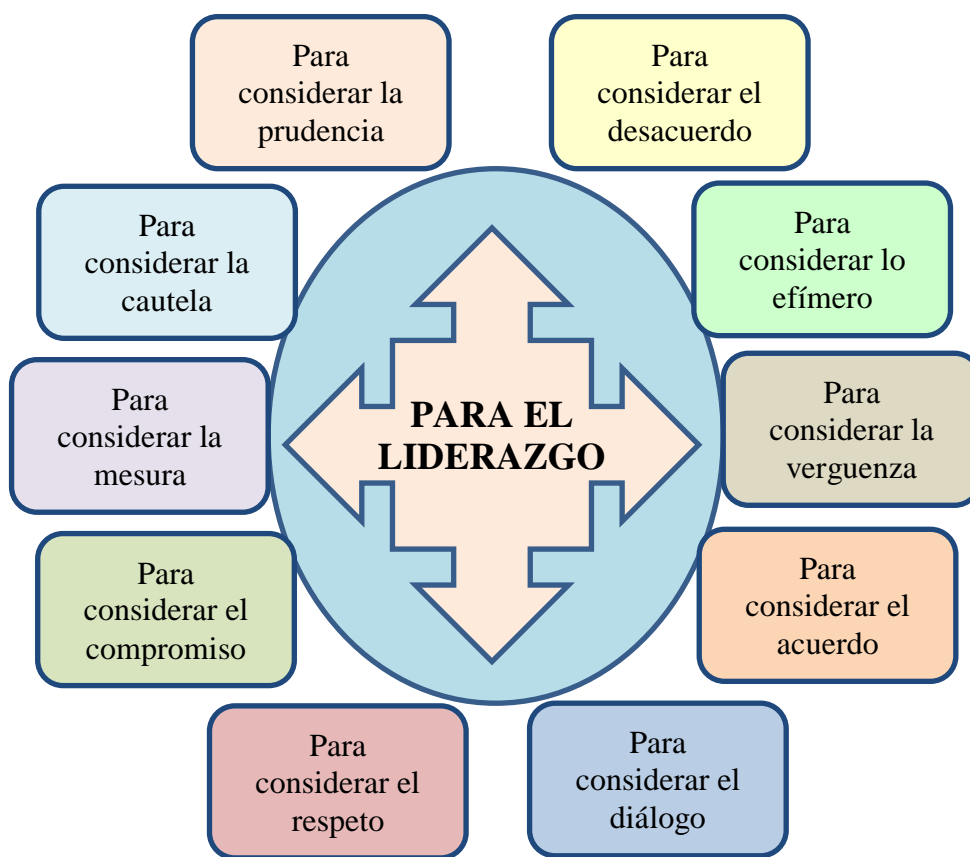 Para
considerar la
prudencia
Para
considerar el
desacuerdo
Para
considerar la
cautela
Para
considerar lo
efímero
Para
considerar la
mesura
PARA EL
LIDERAZGO
Para
considerar la
verguenza
Para
considerar el
compromiso
Para
considerar el
acuerdo
Para
considerar el
respeto
Para
considerar el
diálogo